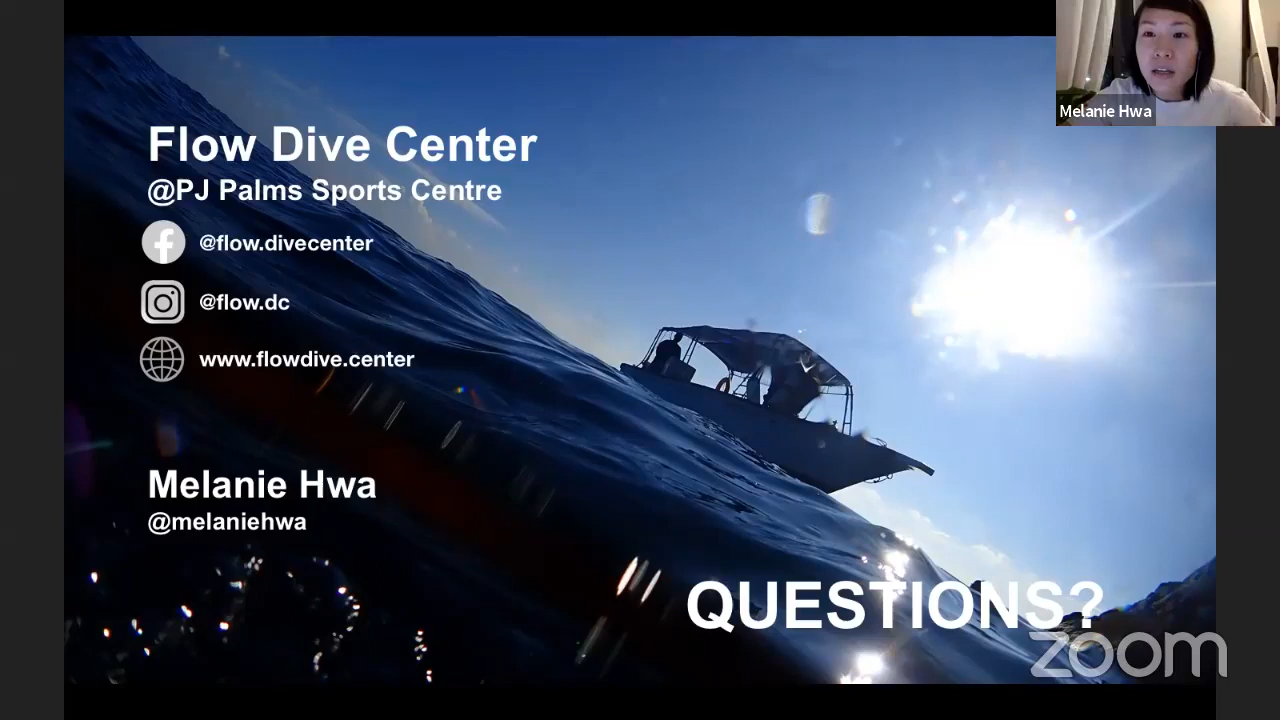 Melanie Hwa
Flow Dive Center
@PJ Palms Sports Centre
@flow.divecenter
@flow.dc
www.flowdive.center
Melanie Hwa
@melaniehwa
QUESTIONS?
zoom